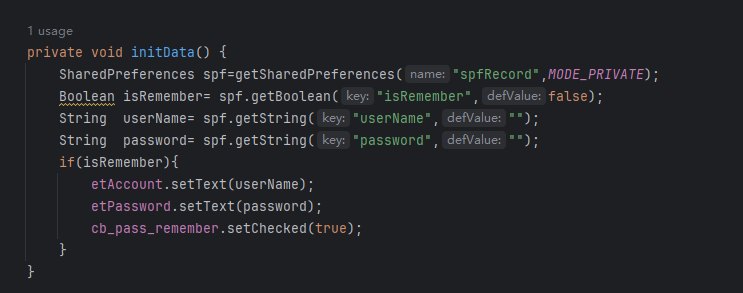 1 usage
private void initData() {
SharedPreferences spf=getSharedPreferences( name: "spfRecord",MODE_PRIVATE);
Boolean isRemember= spf.getBoolean( key: "isRemember", defValue: false);
String  userName= spf.getString( key: "userName", defValue: "");
String  password= spf.getString( key: "password", defValue: "");
if(isRemember){
etAccount.setText(userName);
etPassword.setText(password);
cb_pass_remember.setChecked(true);
}
}